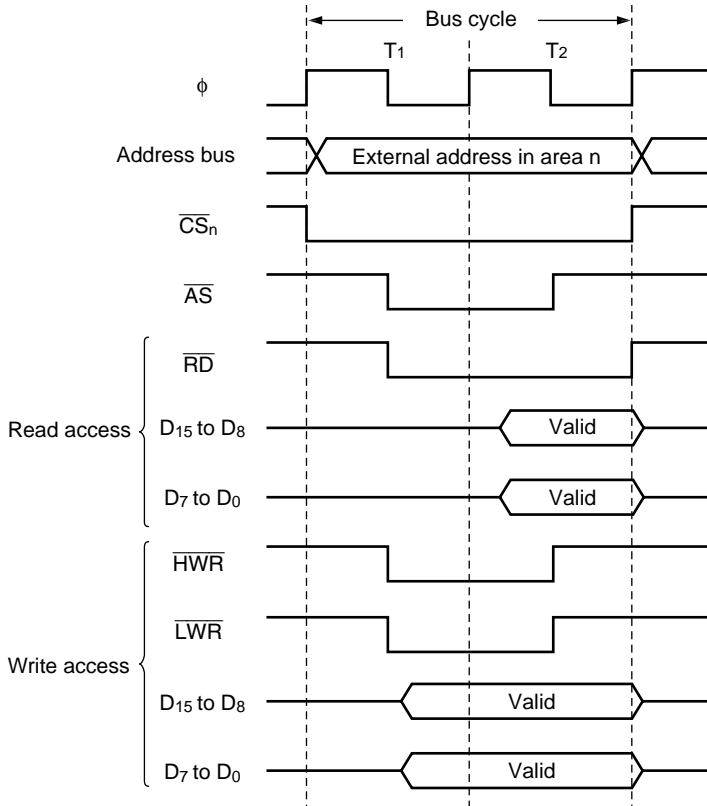 Bus cycle
T1 T2
ϕ
Address bus External address in area n
CSn
AS
RD
Read access
D15 to D8 Valid
D7 to D0 Valid
HWR
LWR
Write access
D15 to D8 Valid
D7 to D0 Valid